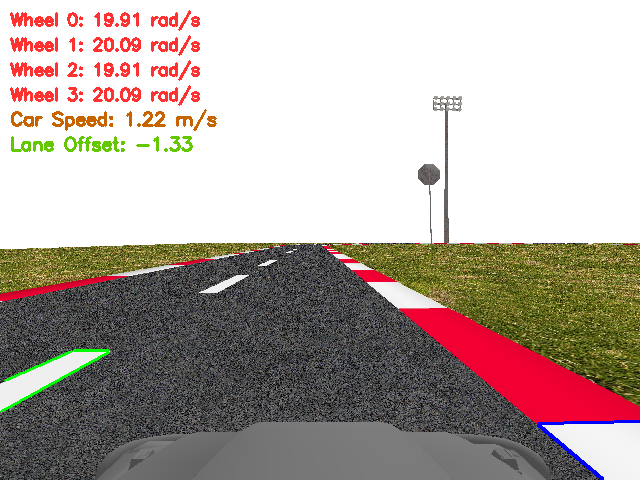 Wheel 0: 19.91 rad/s
Wheel 1: 20.09 rad/s
Wheel 2: 19.91 rad/s
Wheel 3: 20.09 rad/s
Car Speed: 1.22 m/s
Lane Offset: -1.33